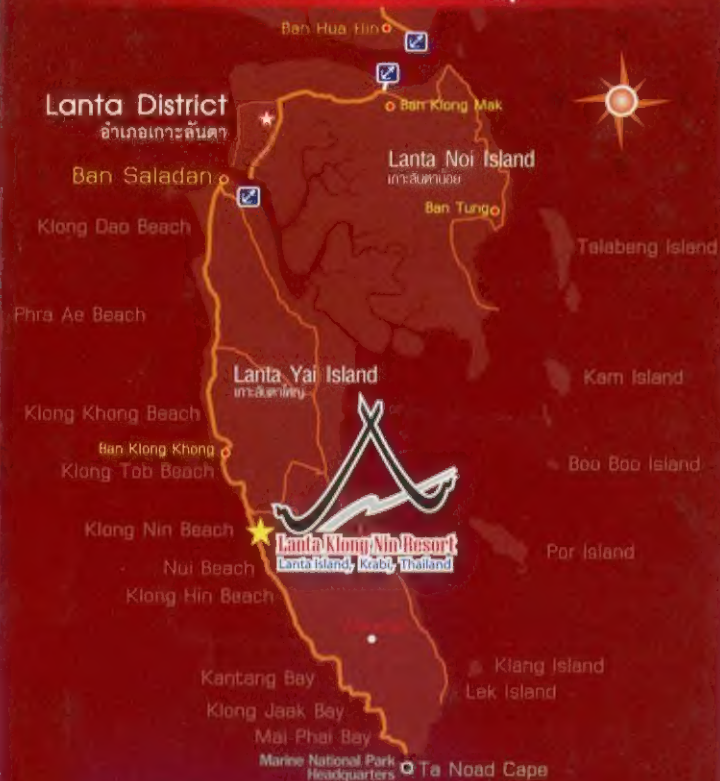 Ban Hua Hin
Lanta District
อำเภอเกาะลันตา
Ban Klong Mak
Lanta Noi Island
เกาะลันตาน้อย
Ban Saladan
Ban Tung
Klong Dao Beach
Talabeng Island
Phra Ae Beach
Lanta Yai Island
เกาะลันตาใหญ่
Kam Island
Klong Khong Beach
Ban Klong Khong
Klong Tob Beach
Boo Boo Island
Klong Nin Beach
Lanta Klong Nin Resort
Lanta Island, Krabi, Thailand
Por Island
Nui Beach
Klong Hin Beach
Klang Island
Kantang Bay
Lek Island
Klong Jaak Bay
Mai Phai Bay
Marine National Park
Headquarters
Ta Noad Cape